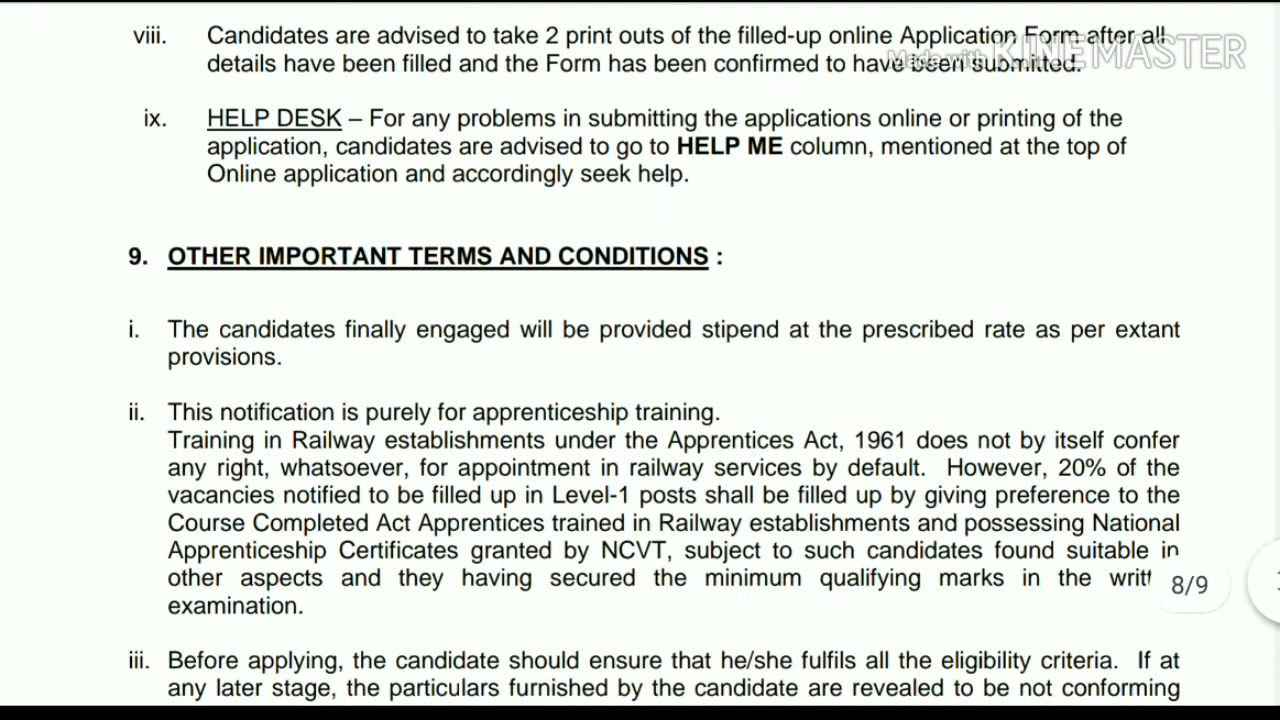 viii. Candidates are advised to take 2 print outs of the filled-up online Application Form after all
details have been filled and the Form has been confirmed to have been submitted.
Made with KINEMASTER
ix. HELP DESK – For any problems in submitting the applications online or printing of the
application, candidates are advised to go to HELP ME column, mentioned at the top of
Online application and accordingly seek help.
9. OTHER IMPORTANT TERMS AND CONDITIONS :
i. The candidates finally engaged will be provided stipend at the prescribed rate as per extant
provisions.
ii. This notification is purely for apprenticeship training.
Training in Railway establishments under the Apprentices Act, 1961 does not by itself confer
any right, whatsoever, for appointment in railway services by default. However, 20% of the
vacancies notified to be filled up in Level-1 posts shall be filled up by giving preference to the
Course Completed Act Apprentices trained in Railway establishments and possessing National
Apprenticeship Certificates granted by NCVT, subject to such candidates found suitable in
other aspects and they having secured the minimum qualifying marks in the writt
8/9
examination.
iii. Before applying, the candidate should ensure that he/she fulfils all the eligibility criteria. If at
any later stage, the particulars furnished by the candidate are revealed to be not conforming